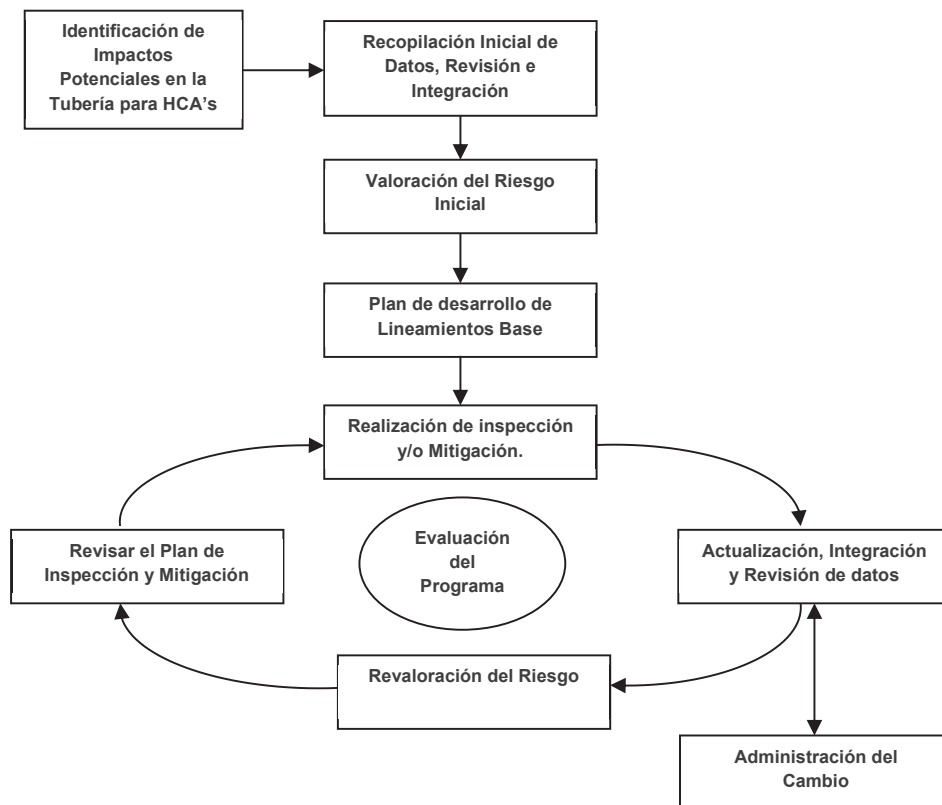 Identificación de
Impactos
Potenciales en la
Tubería para HCA's
Recopilación Inicial de
Datos, Revisión e
Integración
Valoración del Riesgo
Inicial
Plan de desarrollo de
Lineamientos Base
Realización de inspección
y/o Mitigación.
Evaluación
del
Programa
Revisar el Plan de
Inspección y Mitigación
Actualización, Integración
y Revisión de datos
Revaloración del Riesgo
Administración del
Cambio